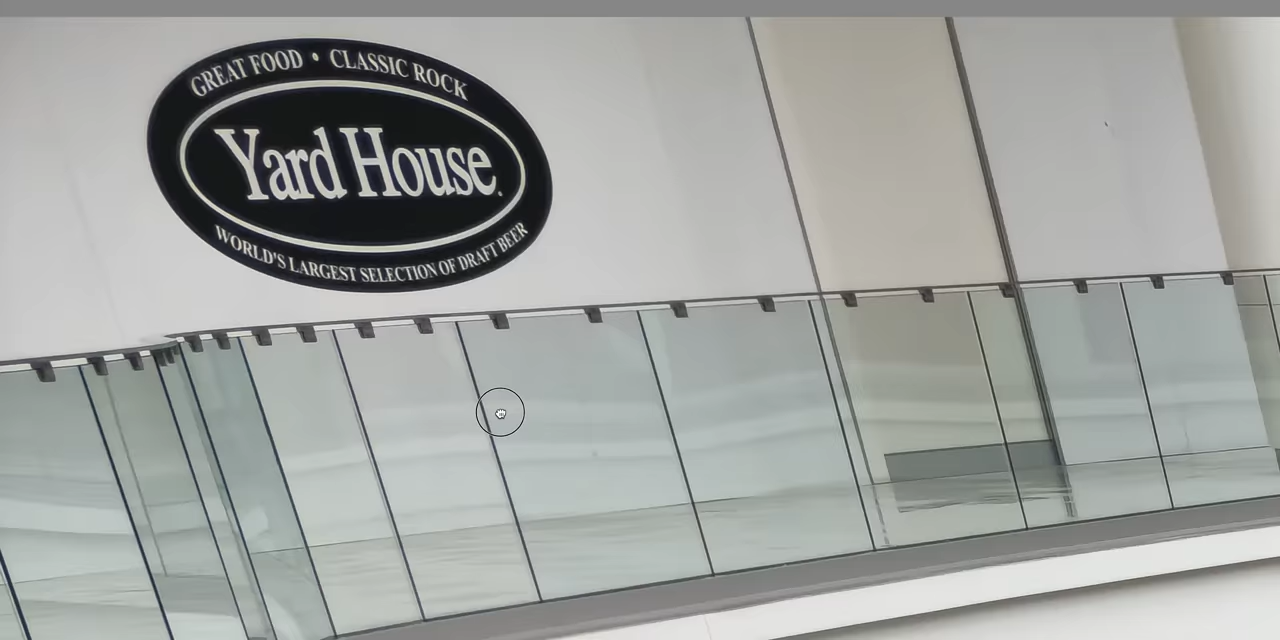 GREAT FOOD • CLASSIC ROCK
Yard House.
WORLD'S LARGEST SELECTION OF DRAFT BEER